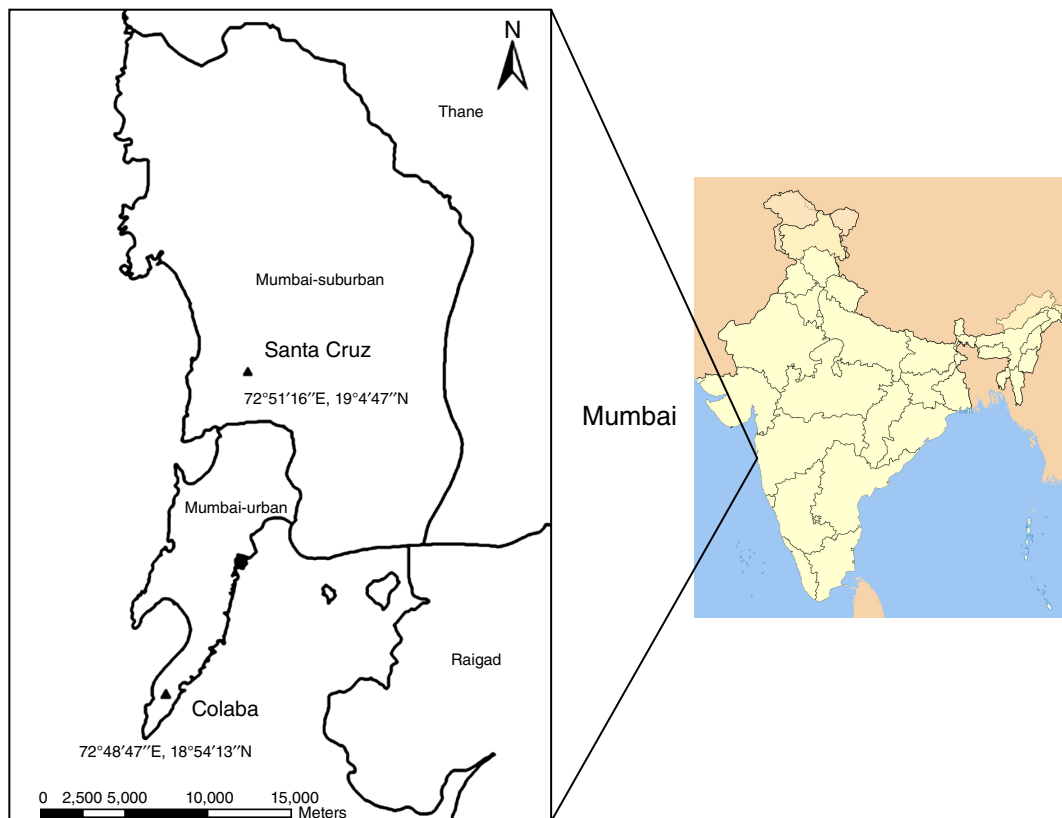 N
Thane
Mumbai-suburban
Santa Cruz
72°51′16″E, 19°4′47″N
Mumbai
Mumbai-urban
Raigad
Colaba
72°48′47″E, 18°54′13″N
0 2,500 5,000 10,000 15,000
Meters